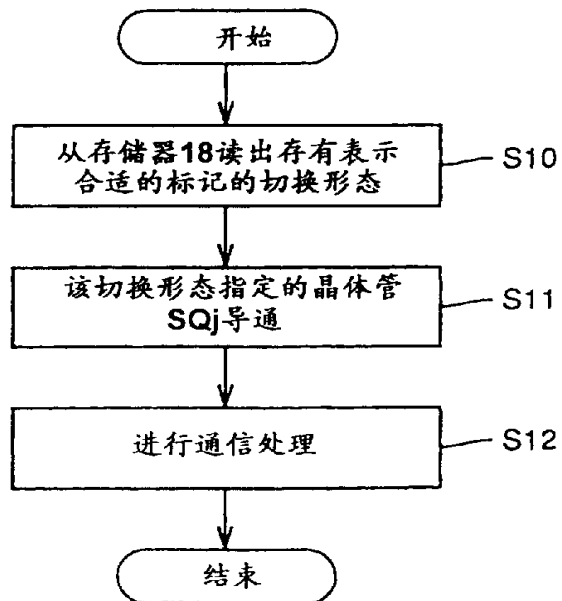 开始
从存储器18读出存有表示
合适的标记的切换形态
S10
该切换形态指定的晶体管
SQj导通
S11
进行通信处理
S12
结束